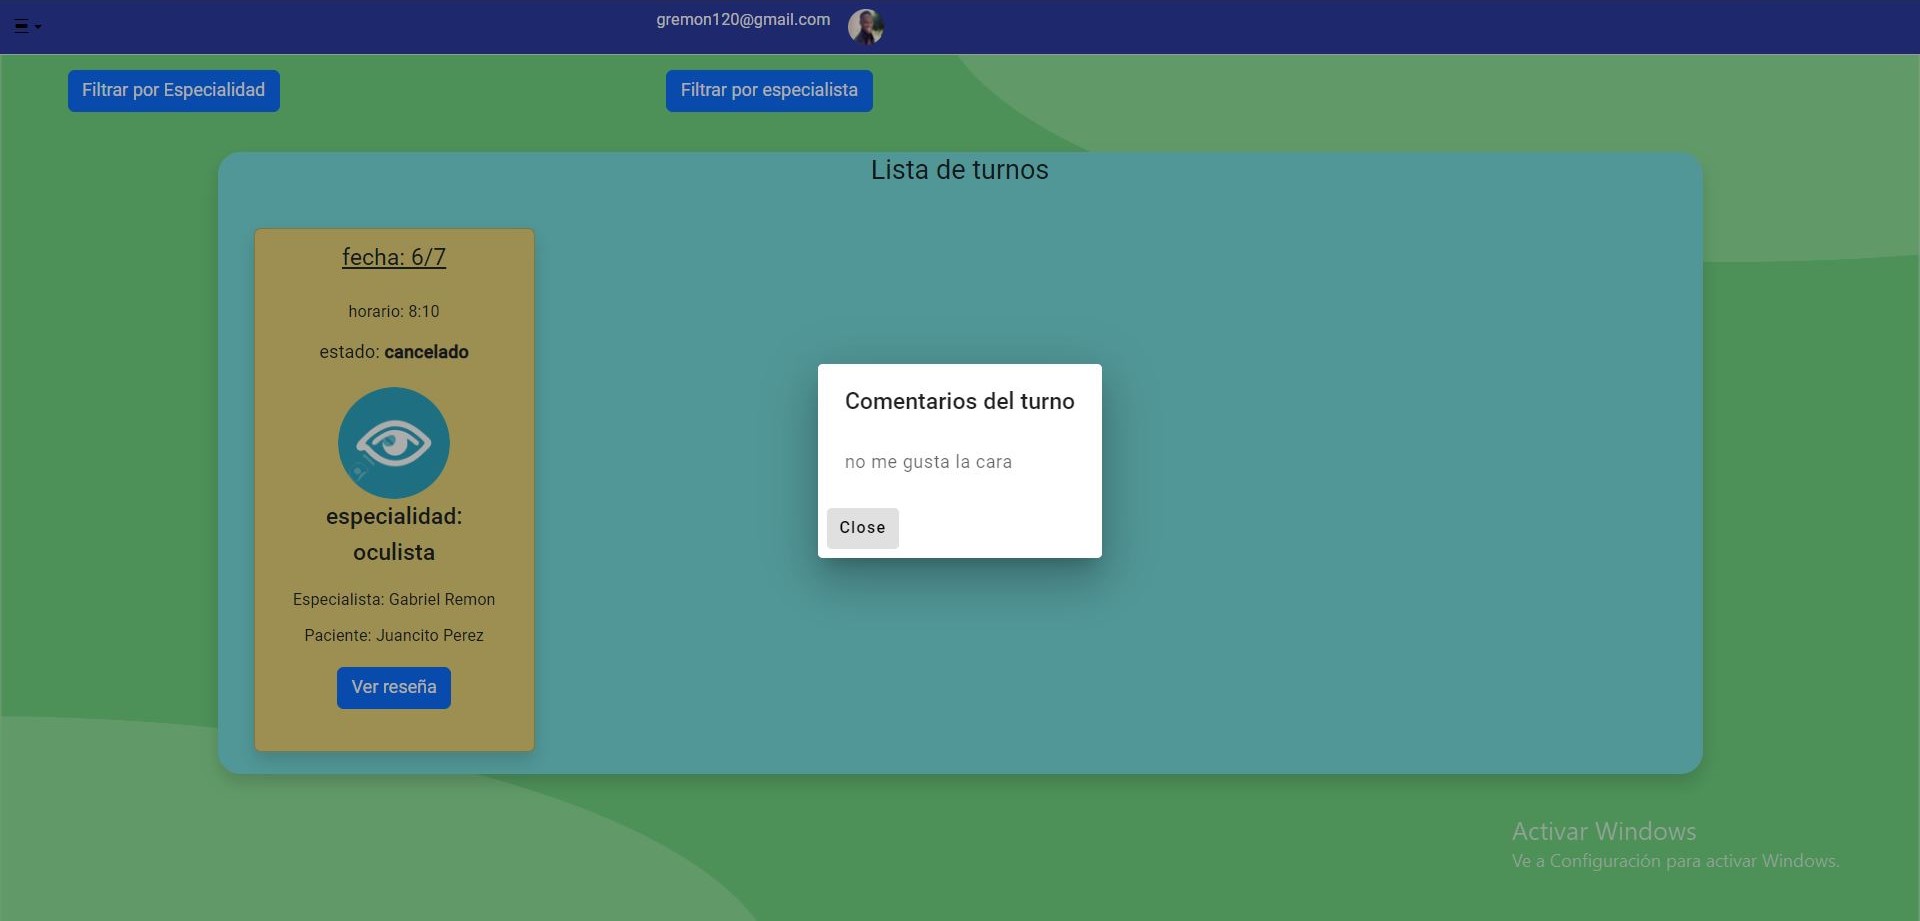 gremon120@gmail.com
Filtrar por Especialidad
Filtrar por especialista
Lista de turnos
fecha: 6/7
horario: 8:10
estado: cancelado
especialidad:
oculista
Especialista: Gabriel Remon
Paciente: Juancito Perez
Ver reseña
Comentarios del turno
no me gusta la cara
Close
Activar Windows
Ve a Configuración para activar Windows.